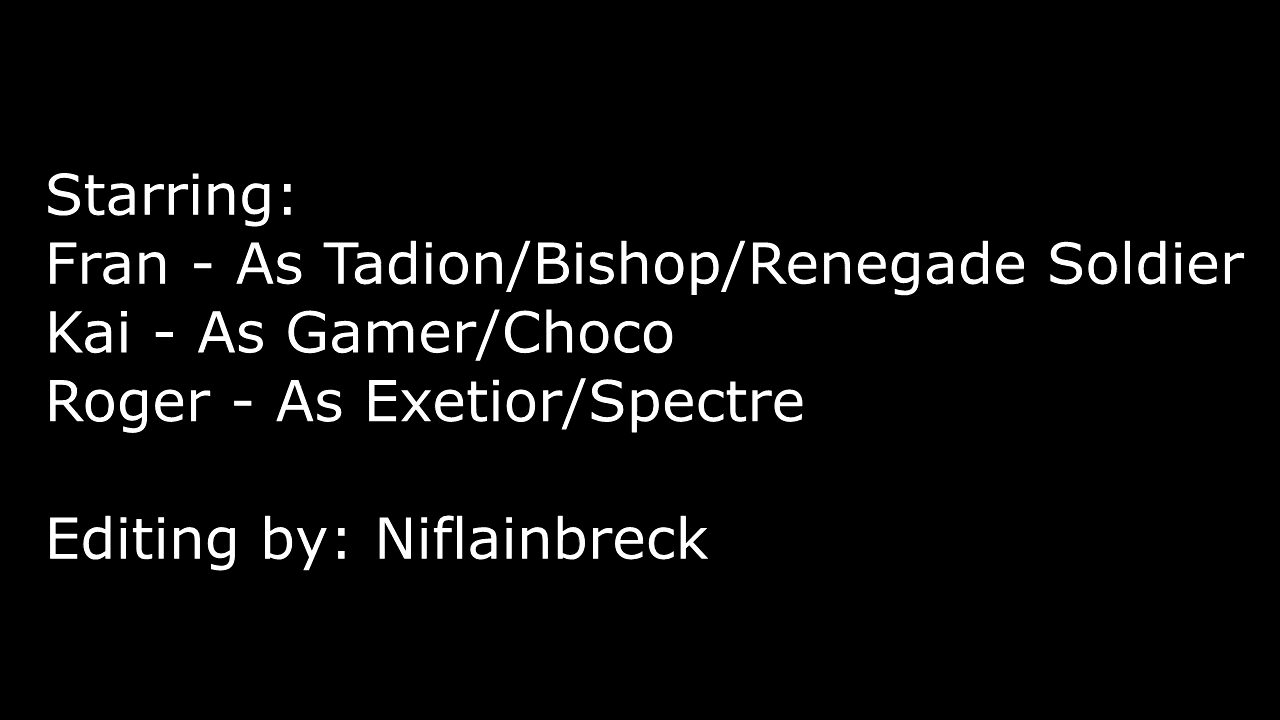 Starring:
Fran - As Tadion/Bishop/Renegade Soldier
Kai - As Gamer/Choco
Roger - As Exetior/Spectre
Editing by: Niflainbreck